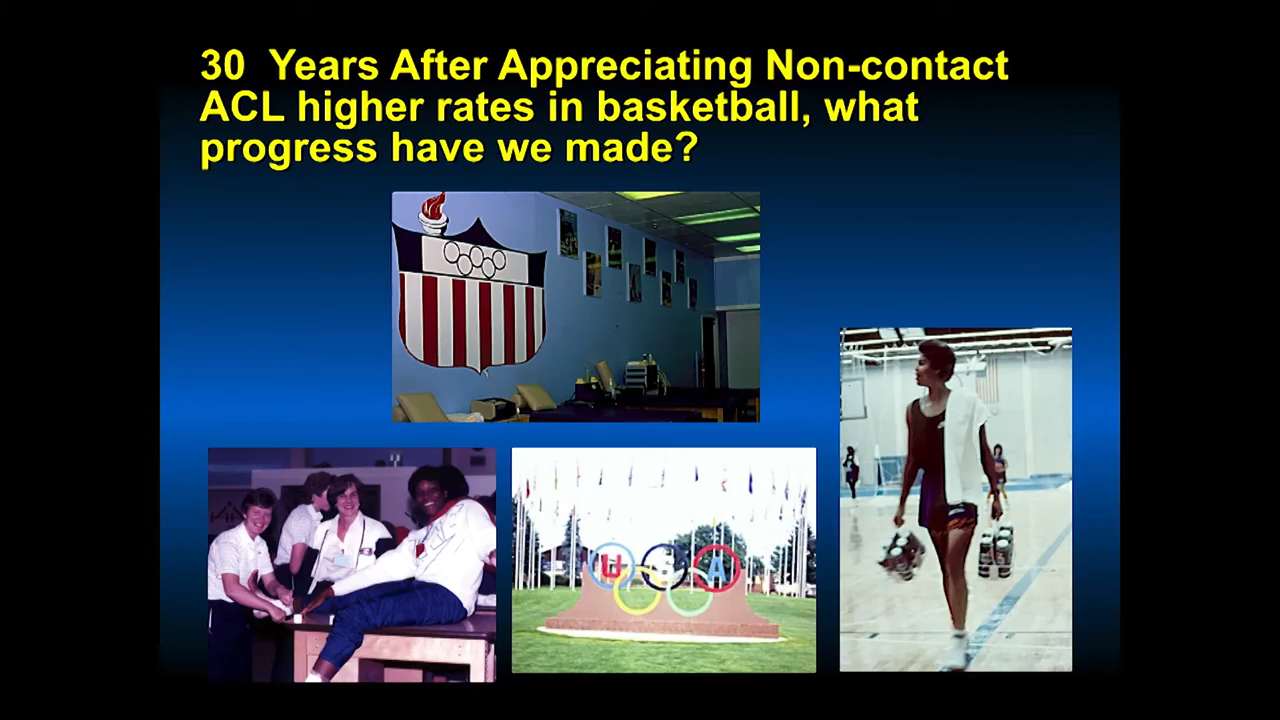 30 Years After Appreciating Non-contact
ACL higher rates in basketball, what
progress have we made?
USA